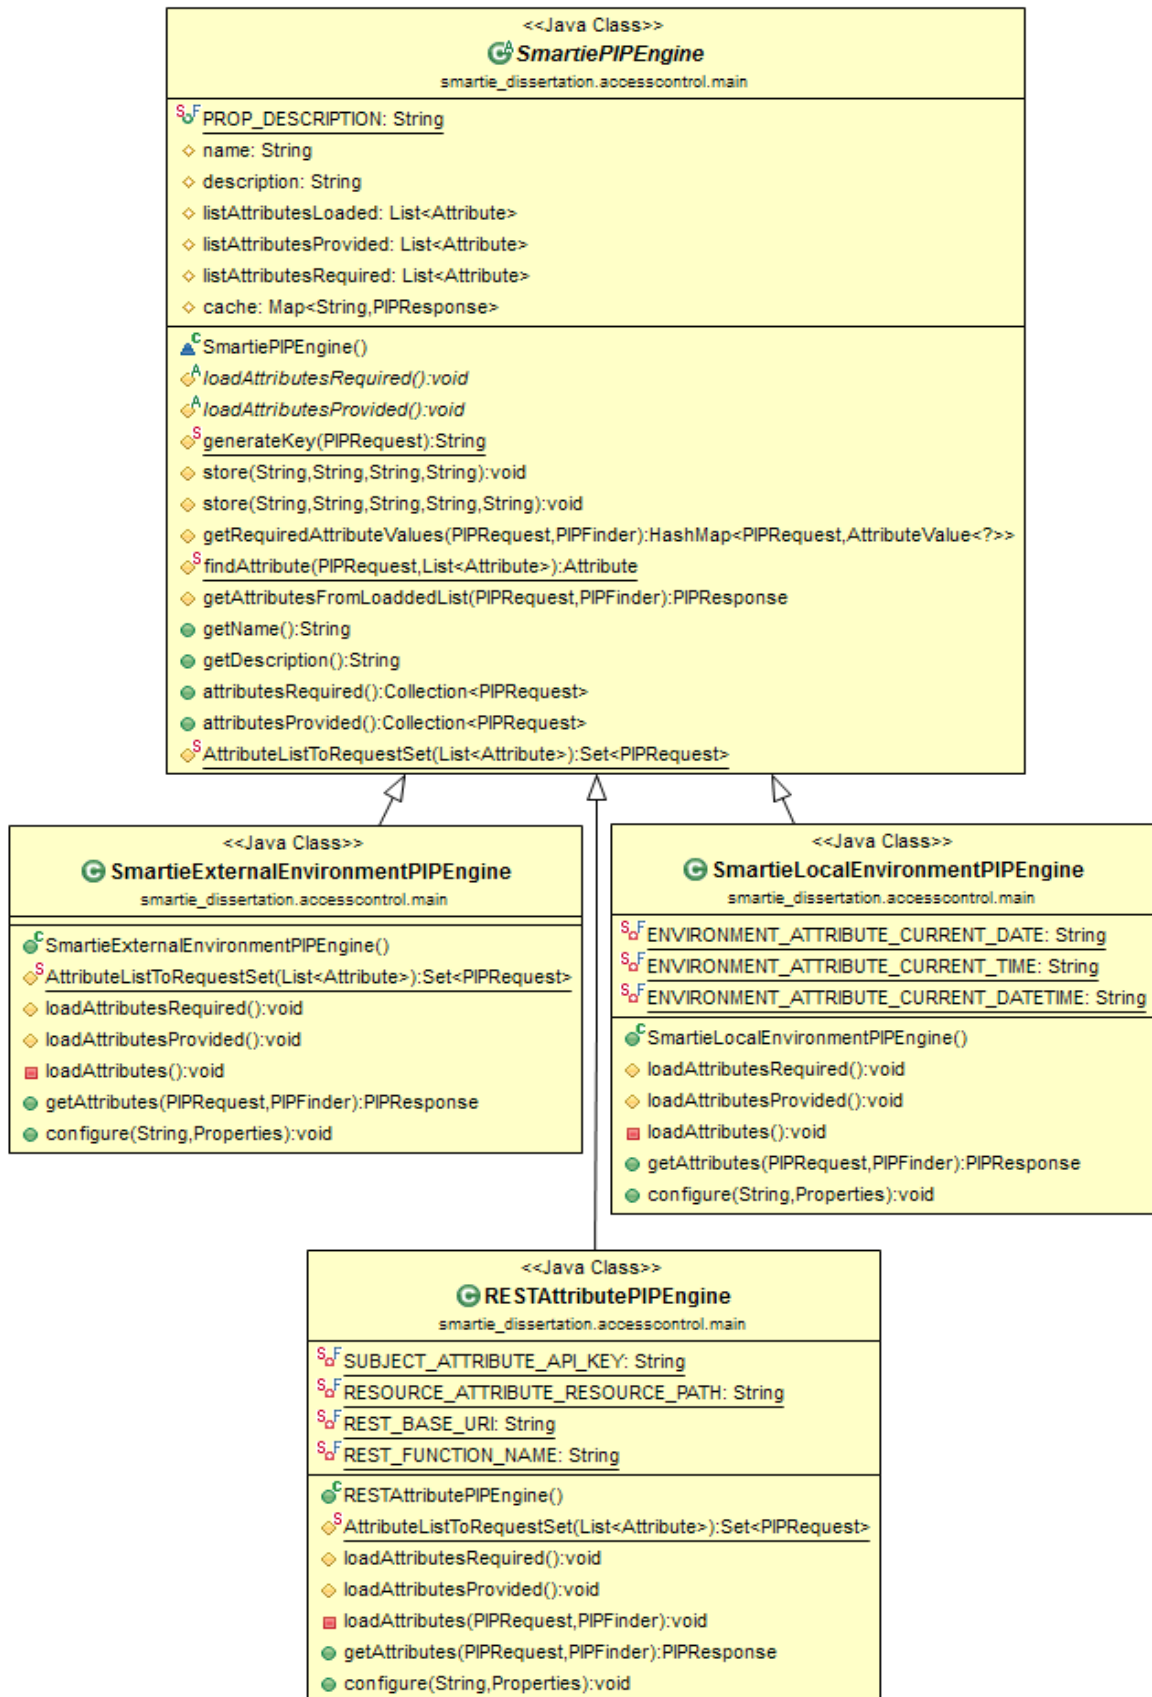 <<Java Class>>
SmartiePIPEngine
smartie_dissertation.accesscontrol.main
PROP_DESCRIPTION: String
name: String
description: String
listAttributesLoaded: List<Attribute>
listAttributesProvided: List<Attribute>
listAttributesRequired: List<Attribute>
cache: Map<String,PIPResponse>
SmartiePIPEngine()
loadAttributesRequired():void
loadAttributesProvided():void
generateKey(PIPRequest):String
store(String,String,String,String):void
store(String,String,String,String,String):void
getRequiredAttributeValues(PIPRequest,PIPFinder):HashMap<PIPRequest,AttributeValue<?>>
findAttribute(PIPRequest,List<Attribute>):Attribute
getAttributesFromLoaddedList(PIPRequest,PIPFinder):PIPResponse
getName():String
getDescription():String
attributesRequired():Collection<PIPRequest>
attributesProvided():Collection<PIPRequest>
AttributeListToRequestSet(List<Attribute>):Set<PIPRequest>
<<Java Class>>
SmartieExternalEnvironmentPIPEngine
smartie_dissertation.accesscontrol.main
SmartieExternalEnvironmentPIPEngine()
AttributeListToRequestSet(List<Attribute>):Set<PIPRequest>
loadAttributesRequired():void
loadAttributesProvided():void
loadAttributes():void
getAttributes(PIPRequest,PIPFinder):PIPResponse
configure(String,Properties):void
<<Java Class>>
SmartieLocalEnvironmentPIPEngine
smartie_dissertation.accesscontrol.main
ENVIRONMENT_ATTRIBUTE_CURRENT_DATE: String
ENVIRONMENT_ATTRIBUTE_CURRENT_TIME: String
ENVIRONMENT_ATTRIBUTE_CURRENT_DATETIME: String
SmartieLocalEnvironmentPIPEngine()
loadAttributesRequired():void
loadAttributesProvided():void
loadAttributes():void
getAttributes(PIPRequest,PIPFinder):PIPResponse
configure(String,Properties):void
<<Java Class>>
RESTAttributePIPEngine
smartie_dissertation.accesscontrol.main
SUBJECT_ATTRIBUTE_API_KEY: String
RESOURCE_ATTRIBUTE_RESOURCE_PATH: String
REST_BASE_URI: String
REST_FUNCTION_NAME: String
RESTAttributePIPEngine()
AttributeListToRequestSet(List<Attribute>):Set<PIPRequest>
loadAttributesRequired():void
loadAttributesProvided():void
loadAttributes(PIPRequest,PIPFinder):void
getAttributes(PIPRequest,PIPFinder):PIPResponse
configure(String,Properties):void